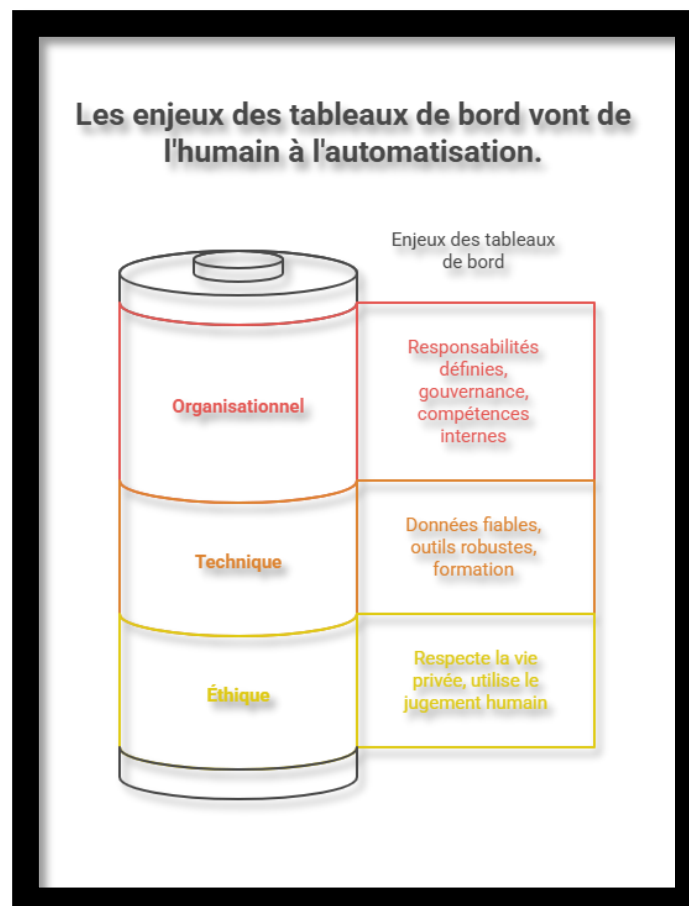 Les enjeux des tableaux de bord vont de
l'humain à l'automatisation.
Enjeux des tableaux
de bord
Organisationnel
Responsabilités
définies,
gouvernance,
compétences
internes
Technique
Données fiables,
outils robustes,
formation
Éthique
Respecte la vie
privée, utilise le
jugement humain